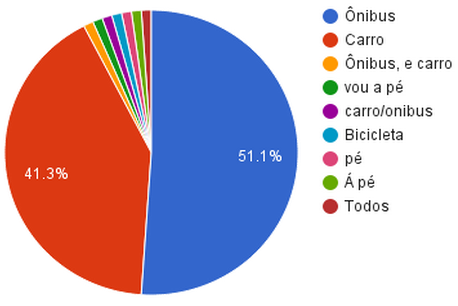 Ônibus
Carro
Ônibus, e carro
vou a pé
carro/onibus
Bicicleta
pé
Á pé
Todos
51.1%
41.3%